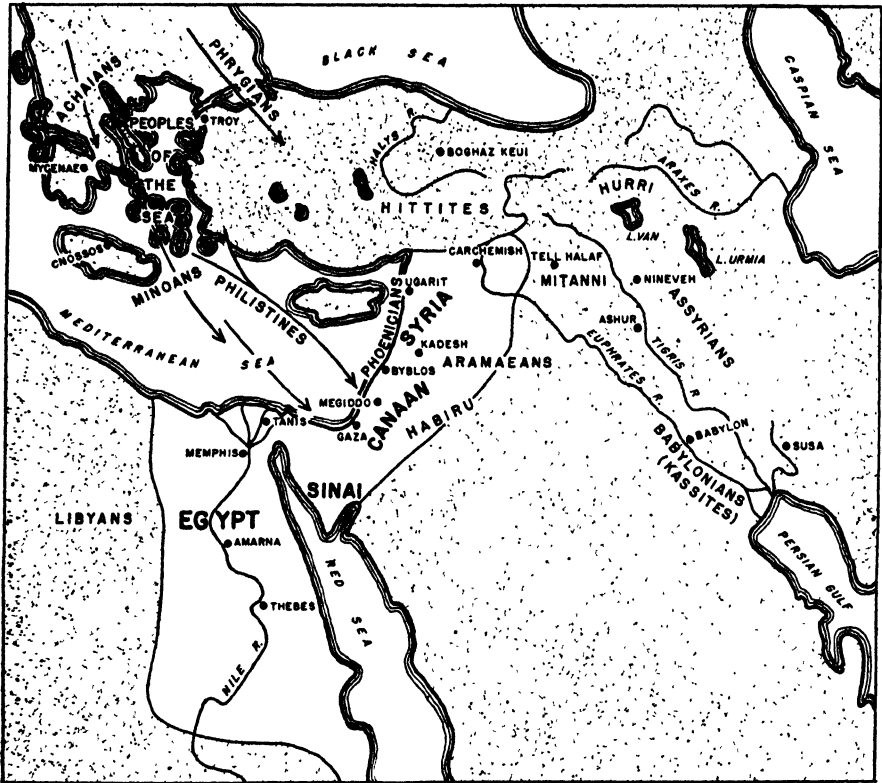 BLACK SEA
CASPIAN SEA
ACHAIANS
PHRYGIANS
PEOPLES
OF
THE
SEA
TROY
MYCENAE
HALYS R.
BOGHAZ KEUI
HITTITES
HURRI
ARAXES R.
L. VAN
L. URMIA
CNOSSOS
MINOANS
PHILISTINES
PHOENICIANS
UGARIT
SYRIA
CARCHEMISH
TELL HALAF
MITANNI
NINEVEH
ASSYRIANS
ASHUR
MEDITERRANEAN SEA
KADESH
ARAMAEANS
BYBLOS
EUPHRATES R.
TIGRIS R
MEGIDDO
CANAAN
HABIRU
TANIS
GAZA
MEMPHIS
BABYLON
BABYLONIANS
(KASSITES)
SUSA
SINAI
LIBYANS
EGYPT
AMARNA
RED SEA
PERSIAN GULF
THEBES
NILE R.